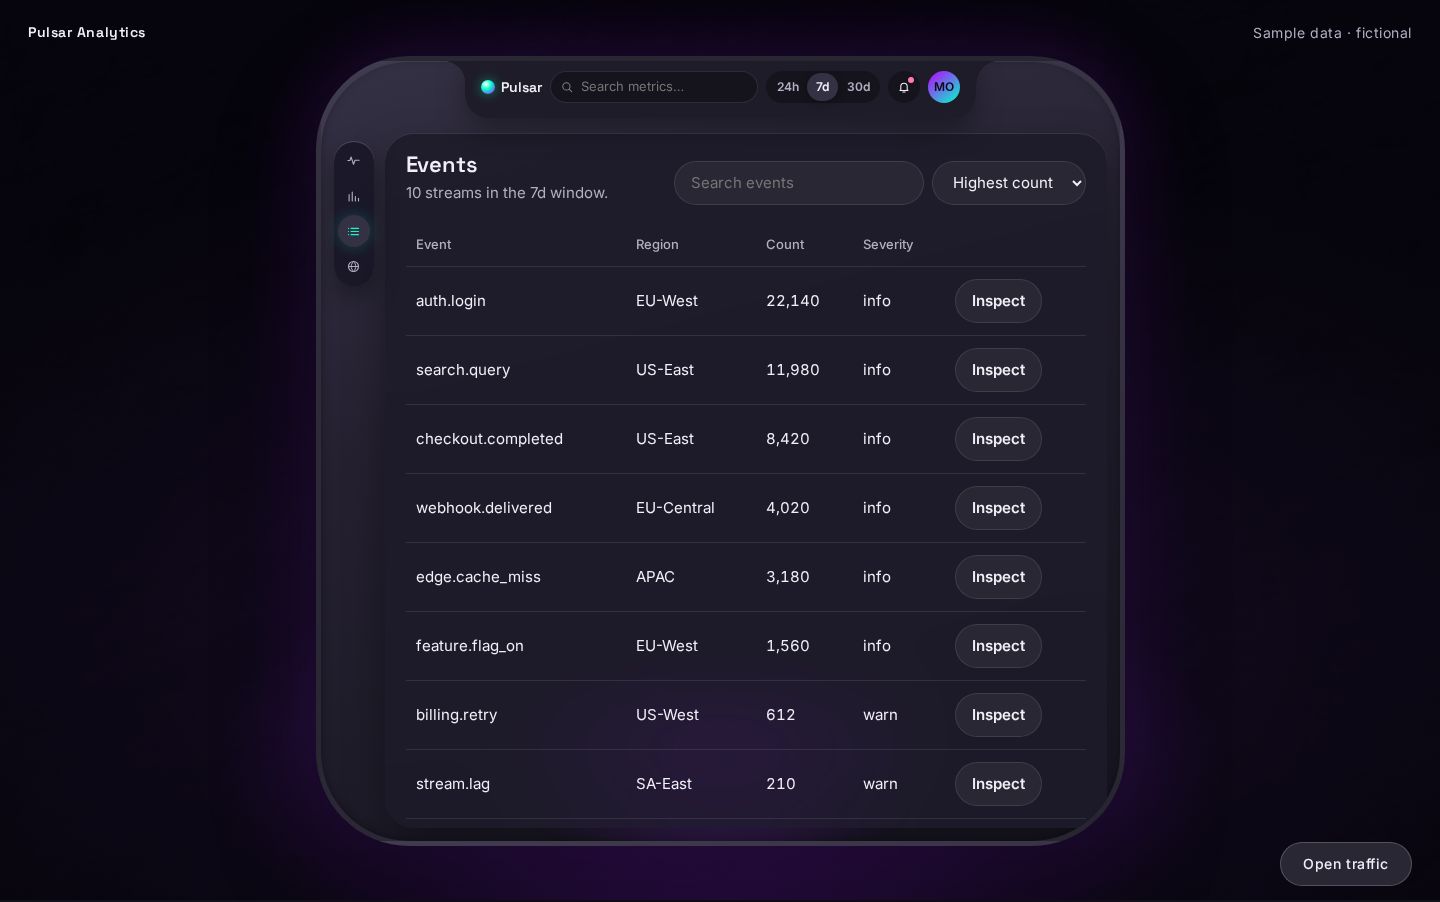 Pulsar Analytics
Sample data · fictional
Pulsar
Search metrics...
24h 7d 30d
MO
Events
10 streams in the 7d window.
Search events
Highest count
Event Region Count Severity
auth.login EU-West 22,140 info Inspect
search.query US-East 11,980 info Inspect
checkout.completed US-East 8,420 info Inspect
webhook.delivered EU-Central 4,020 info Inspect
edge.cache_miss APAC 3,180 info Inspect
feature.flag_on EU-West 1,560 info Inspect
billing.retry US-West 612 warn Inspect
stream.lag SA-East 210 warn Inspect
Open traffic